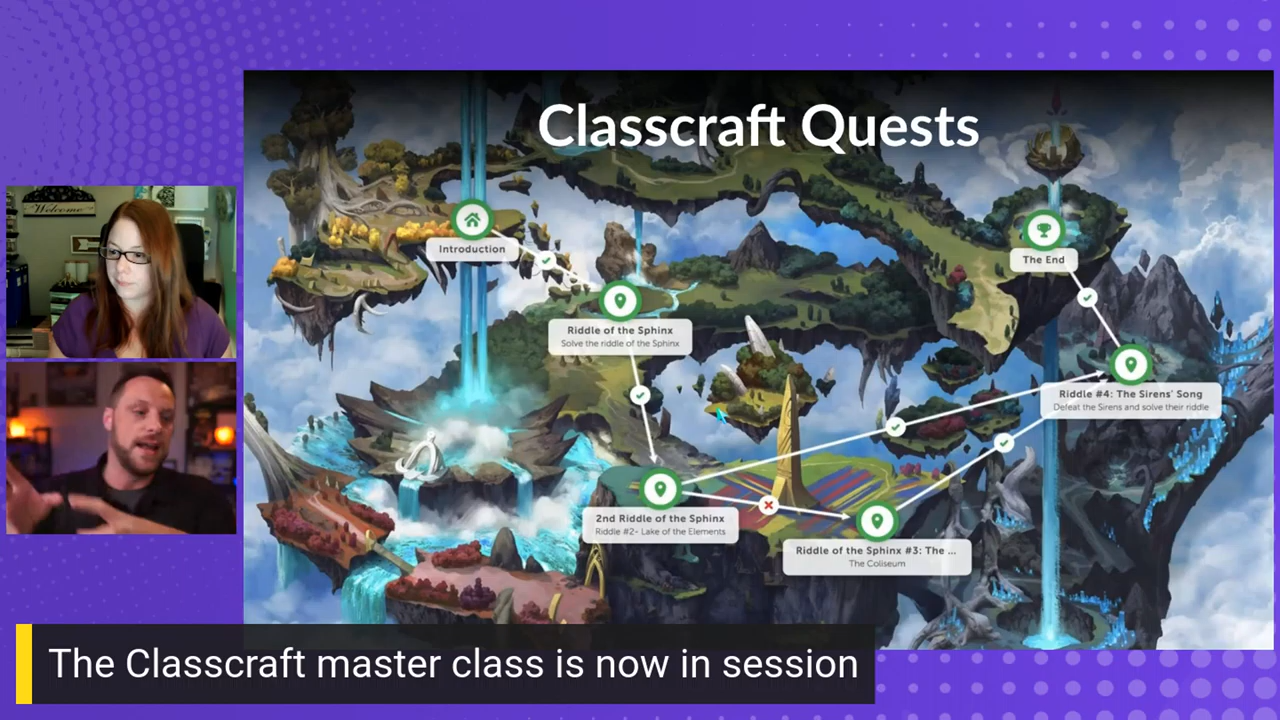 Classcraft Quests
Welcome
Introduction
The End
Riddle of the Sphinx
Solve the riddle of the Sphinx
Riddle #4: The Sirens' Song
Defeat the Sirens and solve their riddle
2nd Riddle of the Sphinx
Riddle #2- Lake of the Elements
Riddle of the Sphinx #3: The ...
The Coliseum
The Classcraft master class is now in session